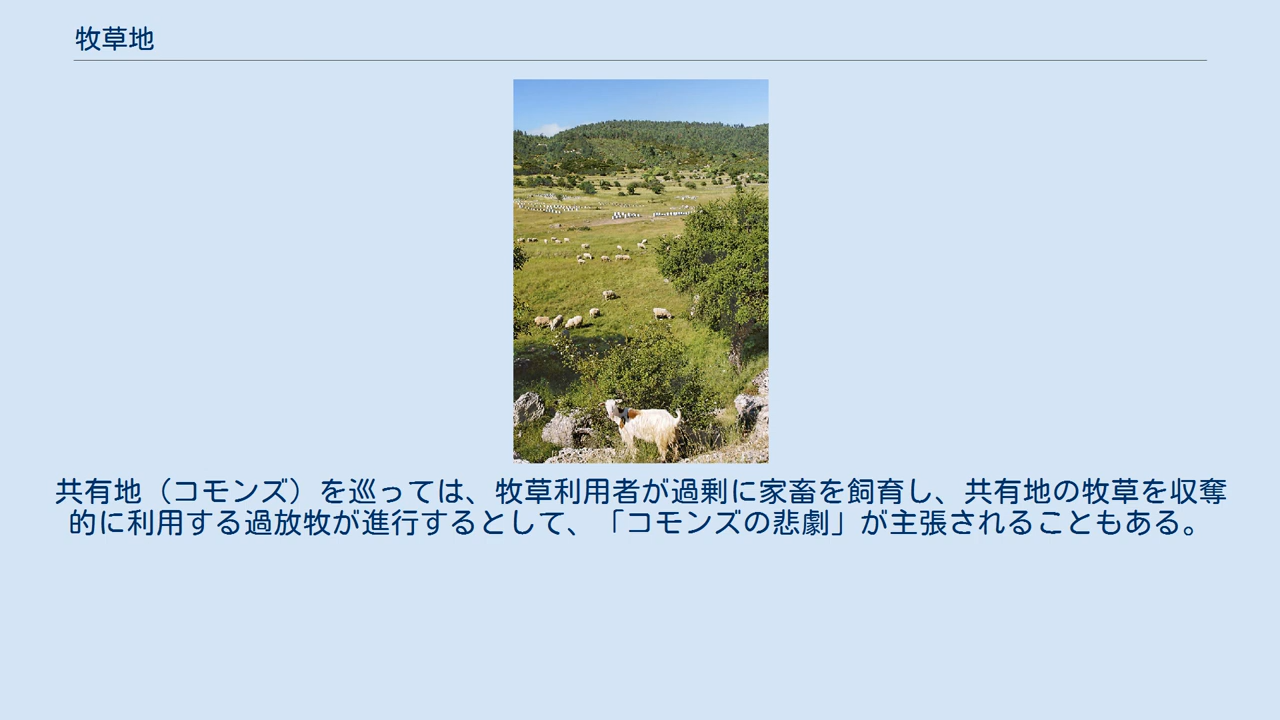 牧草地
共有地（コモンズ）を巡っては、牧草利用者が過剰に家畜を飼育し、共有地の牧草を収奪
的に利用する過放牧が進行するとして、「コモンズの悲劇」が主張されることもある。